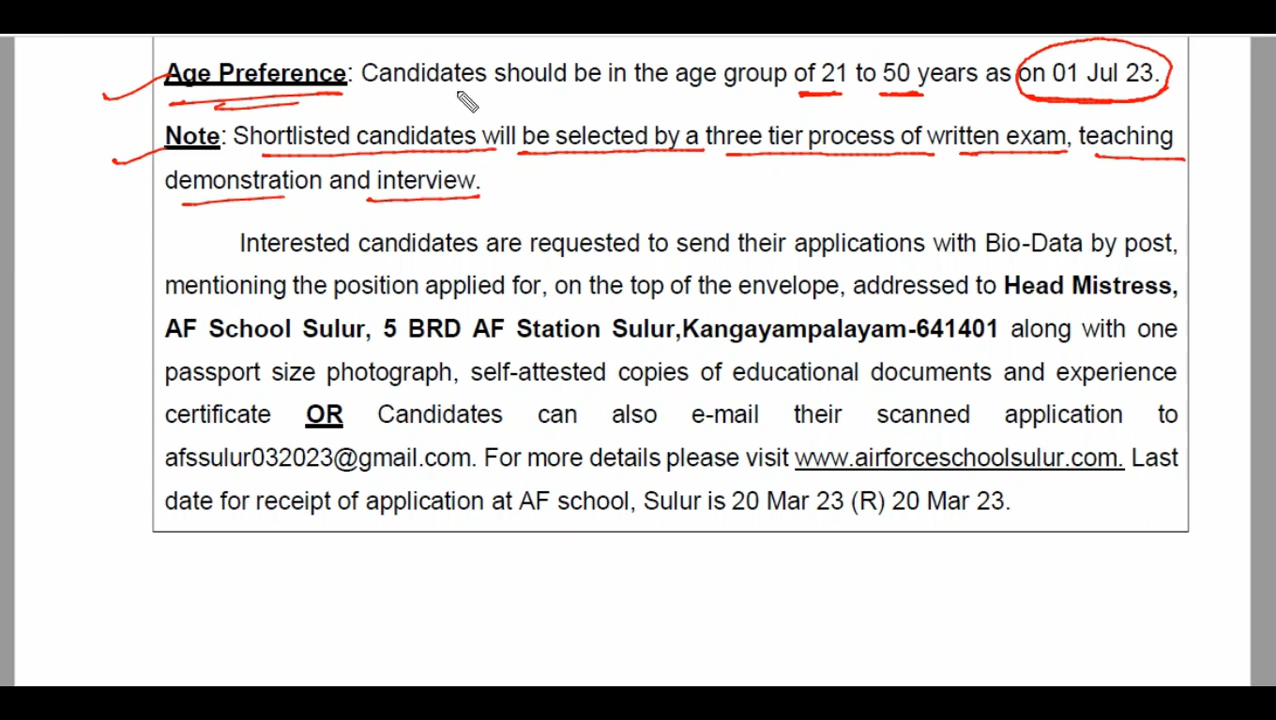 Age Preference: Candidates should be in the age group of 21 to 50 years as on 01 Jul 23.
Note: Shortlisted candidates will be selected by a three tier process of written exam, teaching
demonstration and interview.
Interested candidates are requested to send their applications with Bio-Data by post,
mentioning the position applied for, on the top of the envelope, addressed to Head Mistress,
AF School Sulur, 5 BRD AF Station Sulur,Kangayampalayam-641401 along with one
passport size photograph, self-attested copies of educational documents and experience
certificate OR Candidates can also e-mail their scanned application to
afssulur032023@gmail.com. For more details please visit www.airforceschoolsulur.com. Last
date for receipt of application at AF school, Sulur is 20 Mar 23 (R) 20 Mar 23.